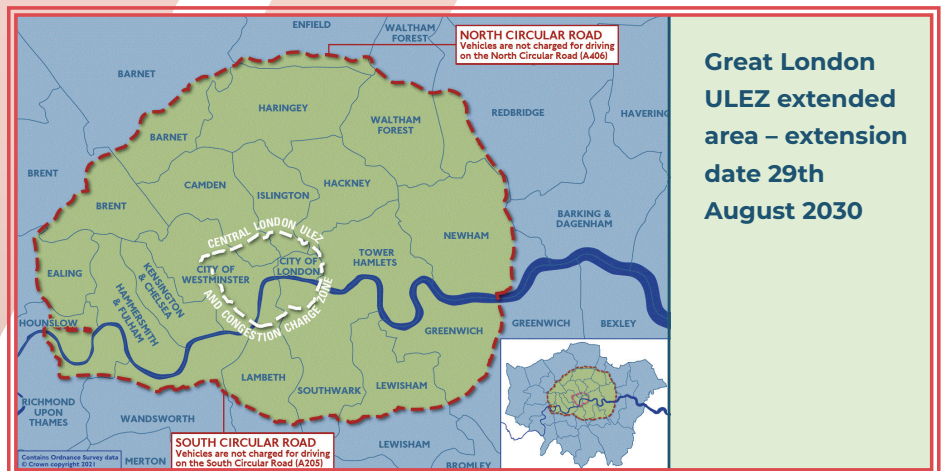 ENFIELD
WALTHAM
FOREST
NORTH CIRCULAR ROAD
Vehicles are not charged for driving
on the North Circular Road (A406)
BARNET
HARINGEY
WALTHAM
FOREST
REDBRIDGE
HAVERING
BARNET
BRENT
CAMDEN
ISLINGTON
HACKNEY
BRENT
BARKING &
DAGENHAM
NEWHAM
CENTRAL LONDON ULEZ
AND CONGESTION CHARGE ZONE
TOWER
HAMLETS
CITY OF
LONDON
CITY OF
WESTMINSTER
EALING
KENSINGTON
& CHELSEA
HAMMERSMITH
& FULHAM
HOUNSLOW
GREENWICH
GREENWICH
BEXLEY
LAMBETH
SOUTHWARK
LEWISHAM
RICHMOND
UPON
THAMES
WANDSWORTH
SOUTH CIRCULAR ROAD
Vehicles are not charged for driving
on the South Circular Road (A205)
LEWISHAM
MERTON
BROMLEY
Contains Ordnance Survey data
© Crown copyright 2021
Great London
ULEZ extended
area – extension
date 29th
August 2030